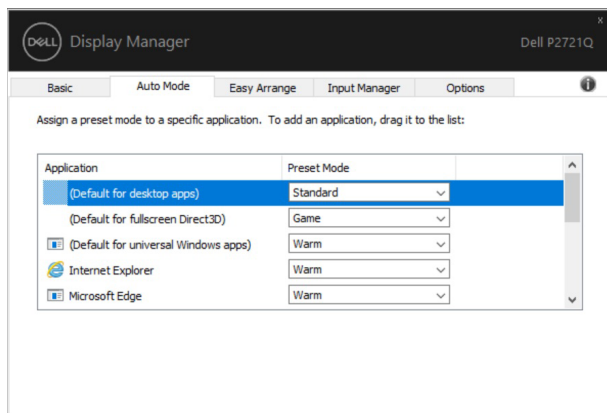 DELL Display Manager
Dell P2721Q
Basic Auto Mode Easy Arrange Input Manager Options
Assign a preset mode to a specific application. To add an application, drag it to the list:
Application Preset Mode
(Default for desktop apps) Standard
(Default for fullscreen Direct3D) Game
(Default for universal Windows apps) Warm
Internet Explorer Warm
Microsoft Edge Warm